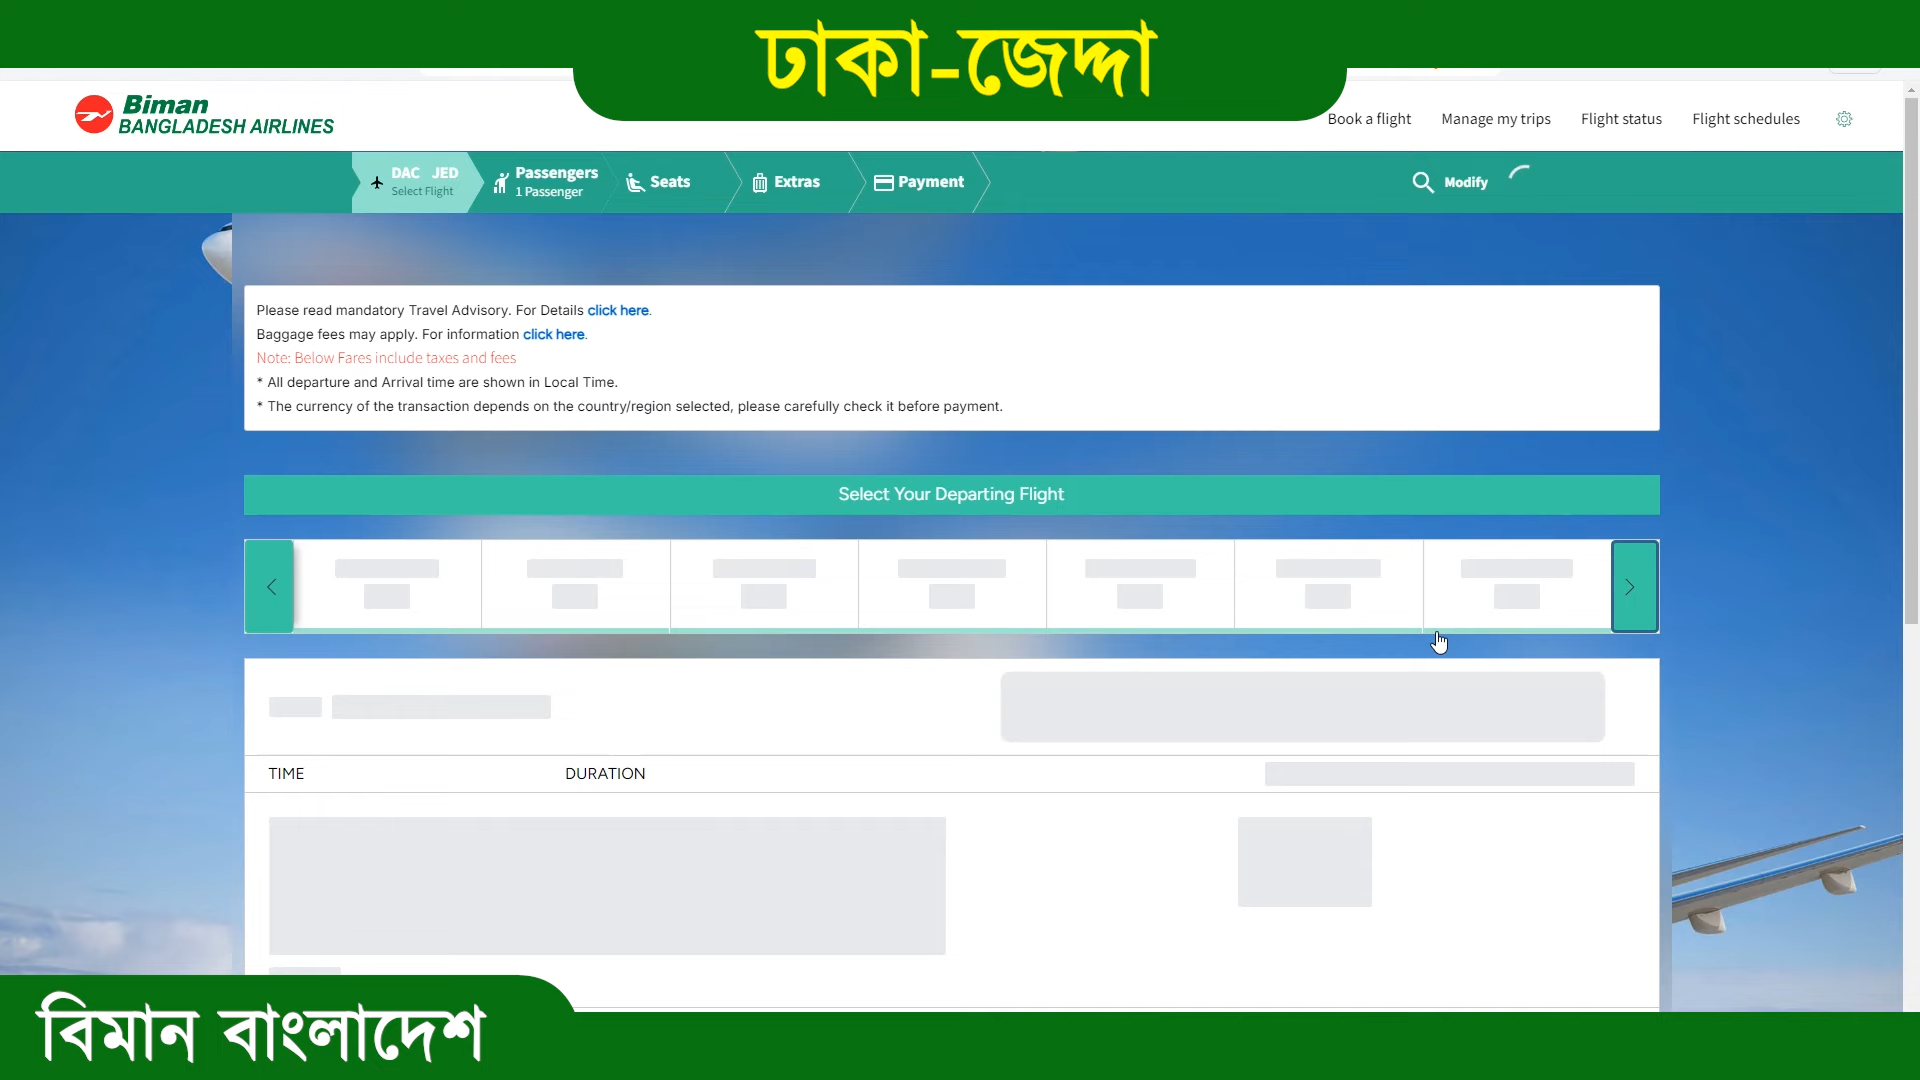 ঢাকা-জেদ্দা
Biman
BANGLADESH AIRLINES
Book a flight
Manage my trips
Flight status
Flight schedules
DAC JED
Select Flight
Passengers
1 Passenger
Seats
Extras
Payment
Modify
Please read mandatory Travel Advisory. For Details click here.
Baggage fees may apply. For information click here.
Note: Below Fares include taxes and fees
* All departure and Arrival time are shown in Local Time.
* The currency of the transaction depends on the country/region selected, please carefully check it before payment.
Select Your Departing Flight
TIME
DURATION
বিমান বাংলাদেশ